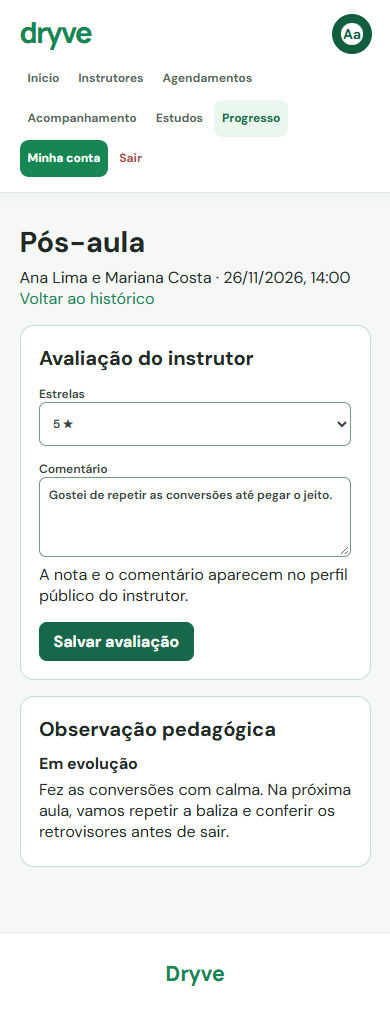 dryve
Aa
Início Instrutores Agendamentos
Acompanhamento Estudos Progresso
Minha conta Sair
Pós-aula
Ana Lima e Mariana Costa · 26/11/2026, 14:00
Voltar ao histórico
Avaliação do instrutor
Estrelas
5 ★
Comentário
Gostei de repetir as conversões até pegar o jeito.
A nota e o comentário aparecem no perfil
público do instrutor.
Salvar avaliação
Observação pedagógica
Em evolução
Fez as conversões com calma. Na próxima
aula, vamos repetir a baliza e conferir os
retrovisores antes de sair.
Dryve